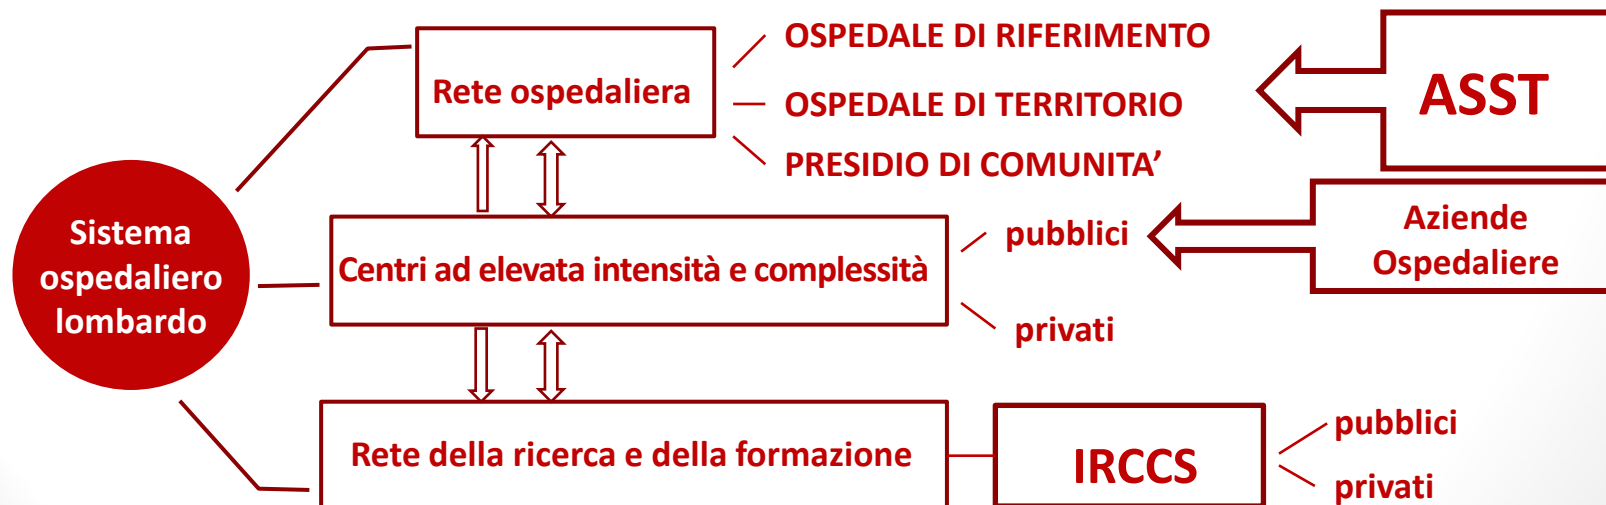 Sistema
ospedaliero
lombardo
Rete ospedaliera
OSPEDALE DI RIFERIMENTO
OSPEDALE DI TERRITORIO
PRESIDIO DI COMUNITA’
ASST
Centri ad elevata intensità e complessità
pubblici
privati
Aziende
Ospedaliere
Rete della ricerca e della formazione
IRCCS
pubblici
privati